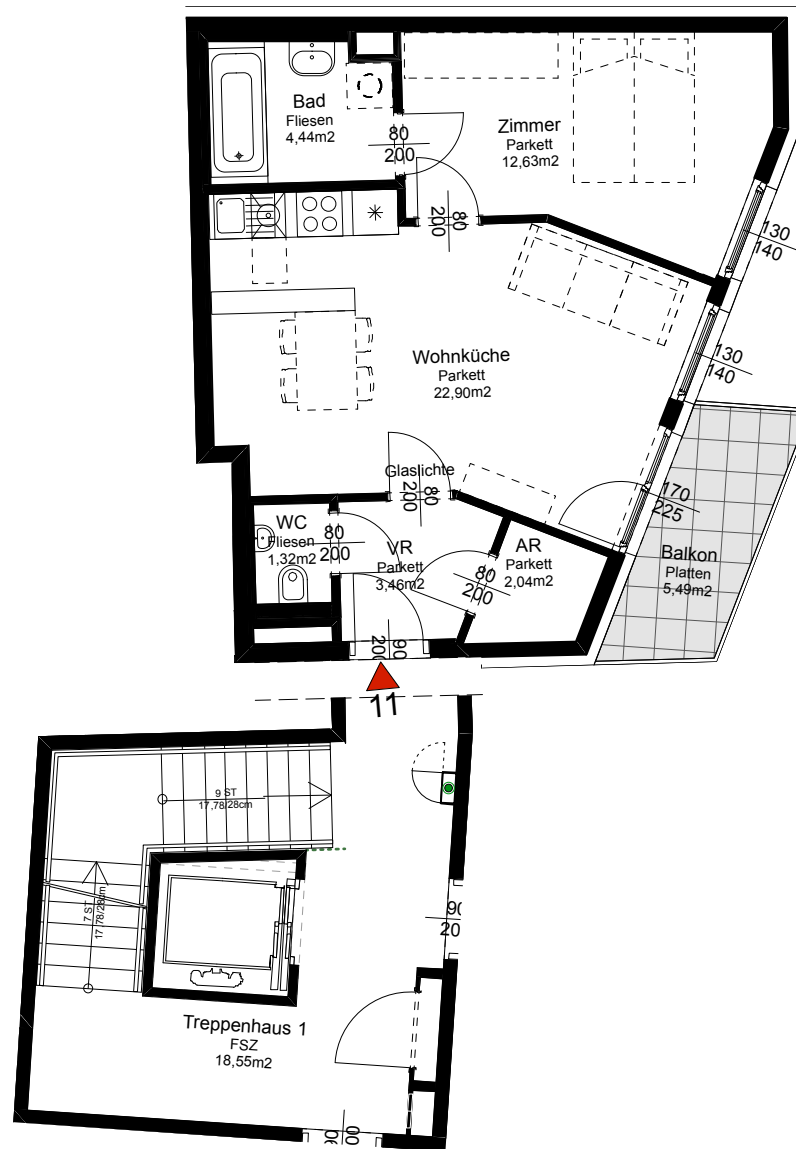 Bad
Fliesen
4,44m2
80
200
Zimmer
Parkett
12,63m2
80
200
130
140
Wohnküche
Parkett
22,90m2
130
140
Glaslichte
80
200
170
225
WC
Fliesen
1,32m2
80
200
VR
Parkett
3,46m2
AR
Parkett
2,04m2
80
200
Balkon
Platten
5,49m2
90
200
11
9 ST
17,78/28cm
7 ST
17,78/28cm
Treppenhaus 1
FSZ
18,55m2